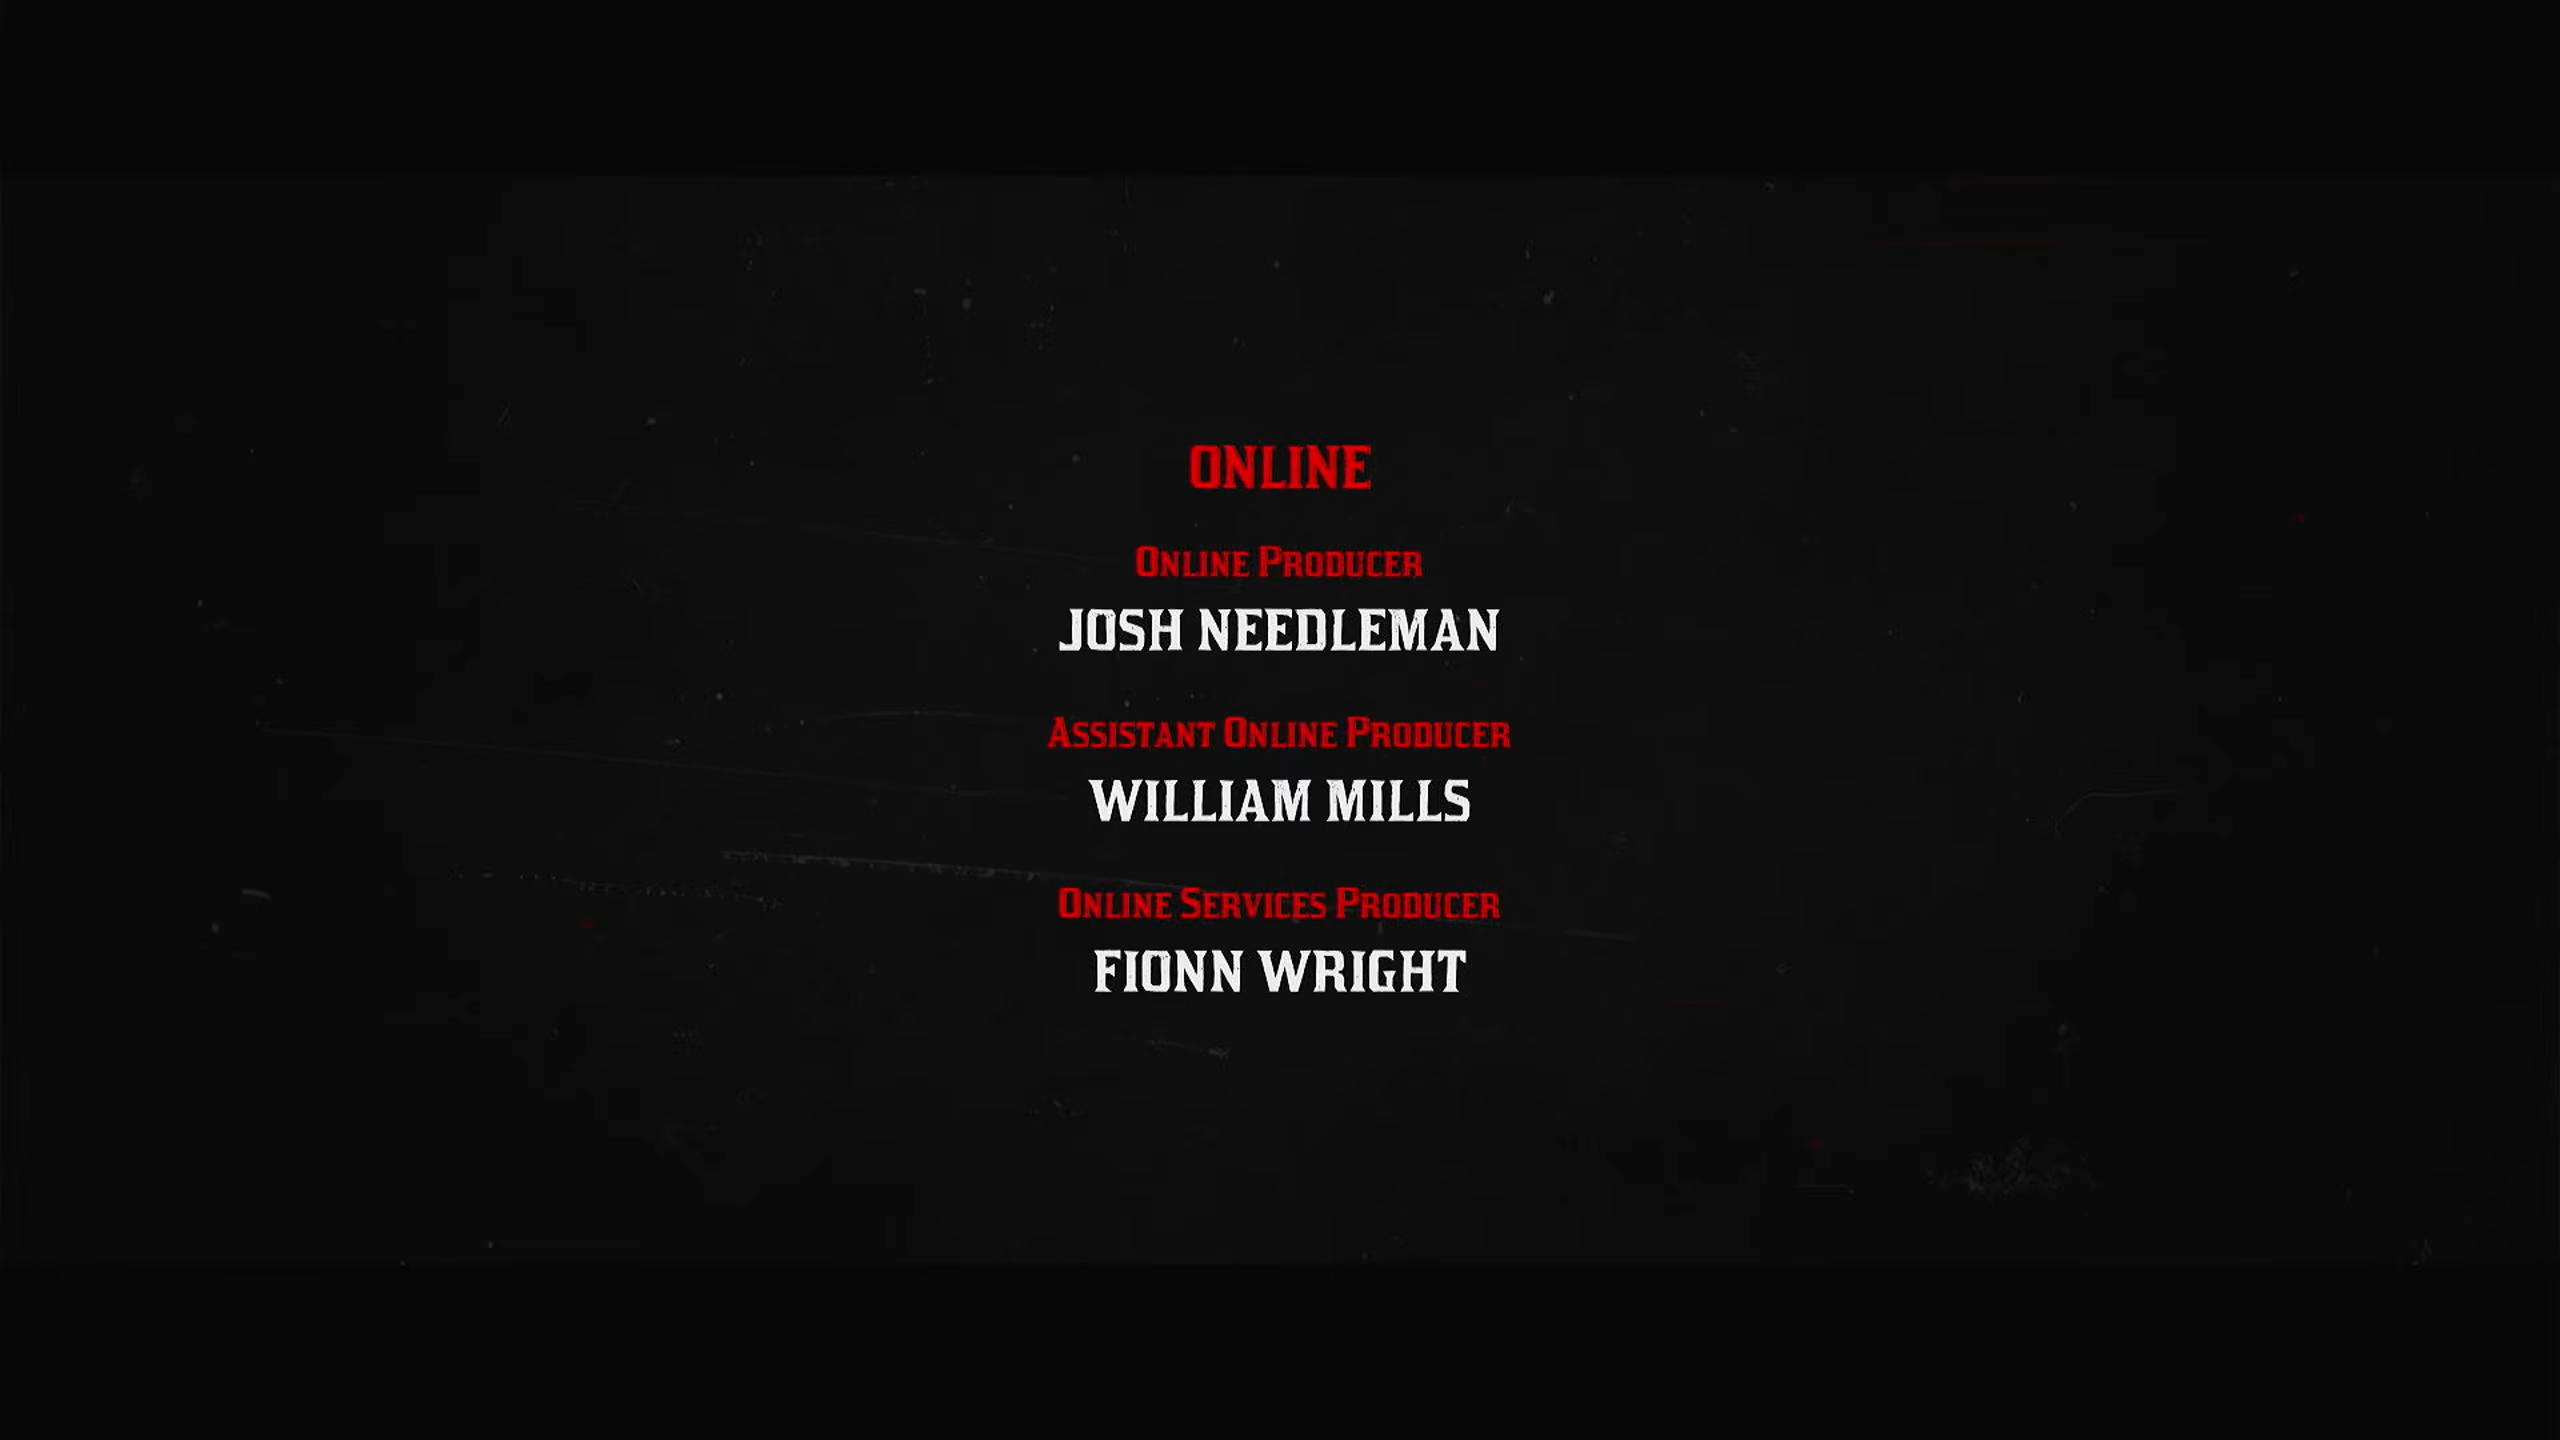 ONLINE
Online Producer
JOSH NEEDLEMAN
Assistant Online Producer
WILLIAM MILLS
Online Services Producer
FIONN WRIGHT